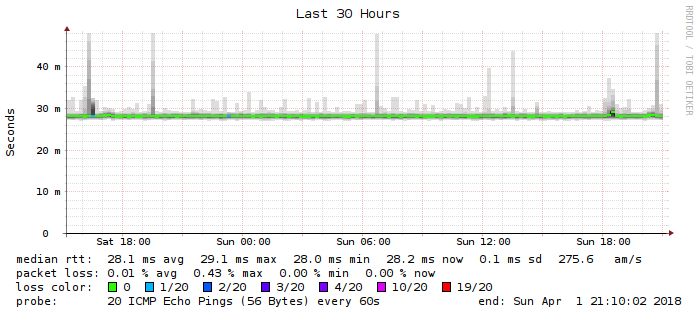 Last 30 Hours
RRDTOOL / TOBI OETIKER
Seconds
40 m
30 m
20 m
10 m
0
Sat 18:00 Sun 00:00 Sun 06:00 Sun 12:00 Sun 18:00
median rtt: 28.1 ms avg 29.1 ms max 28.0 ms min 28.2 ms now 0.1 ms sd 275.6 am/s
packet loss: 0.01 % avg 0.43 % max 0.00 % min 0.00 % now
loss color: 0 1/20 2/20 3/20 4/20 10/20 19/20
probe: 20 ICMP Echo Pings (56 Bytes) every 60s end: Sun Apr 1 21:10:02 2018